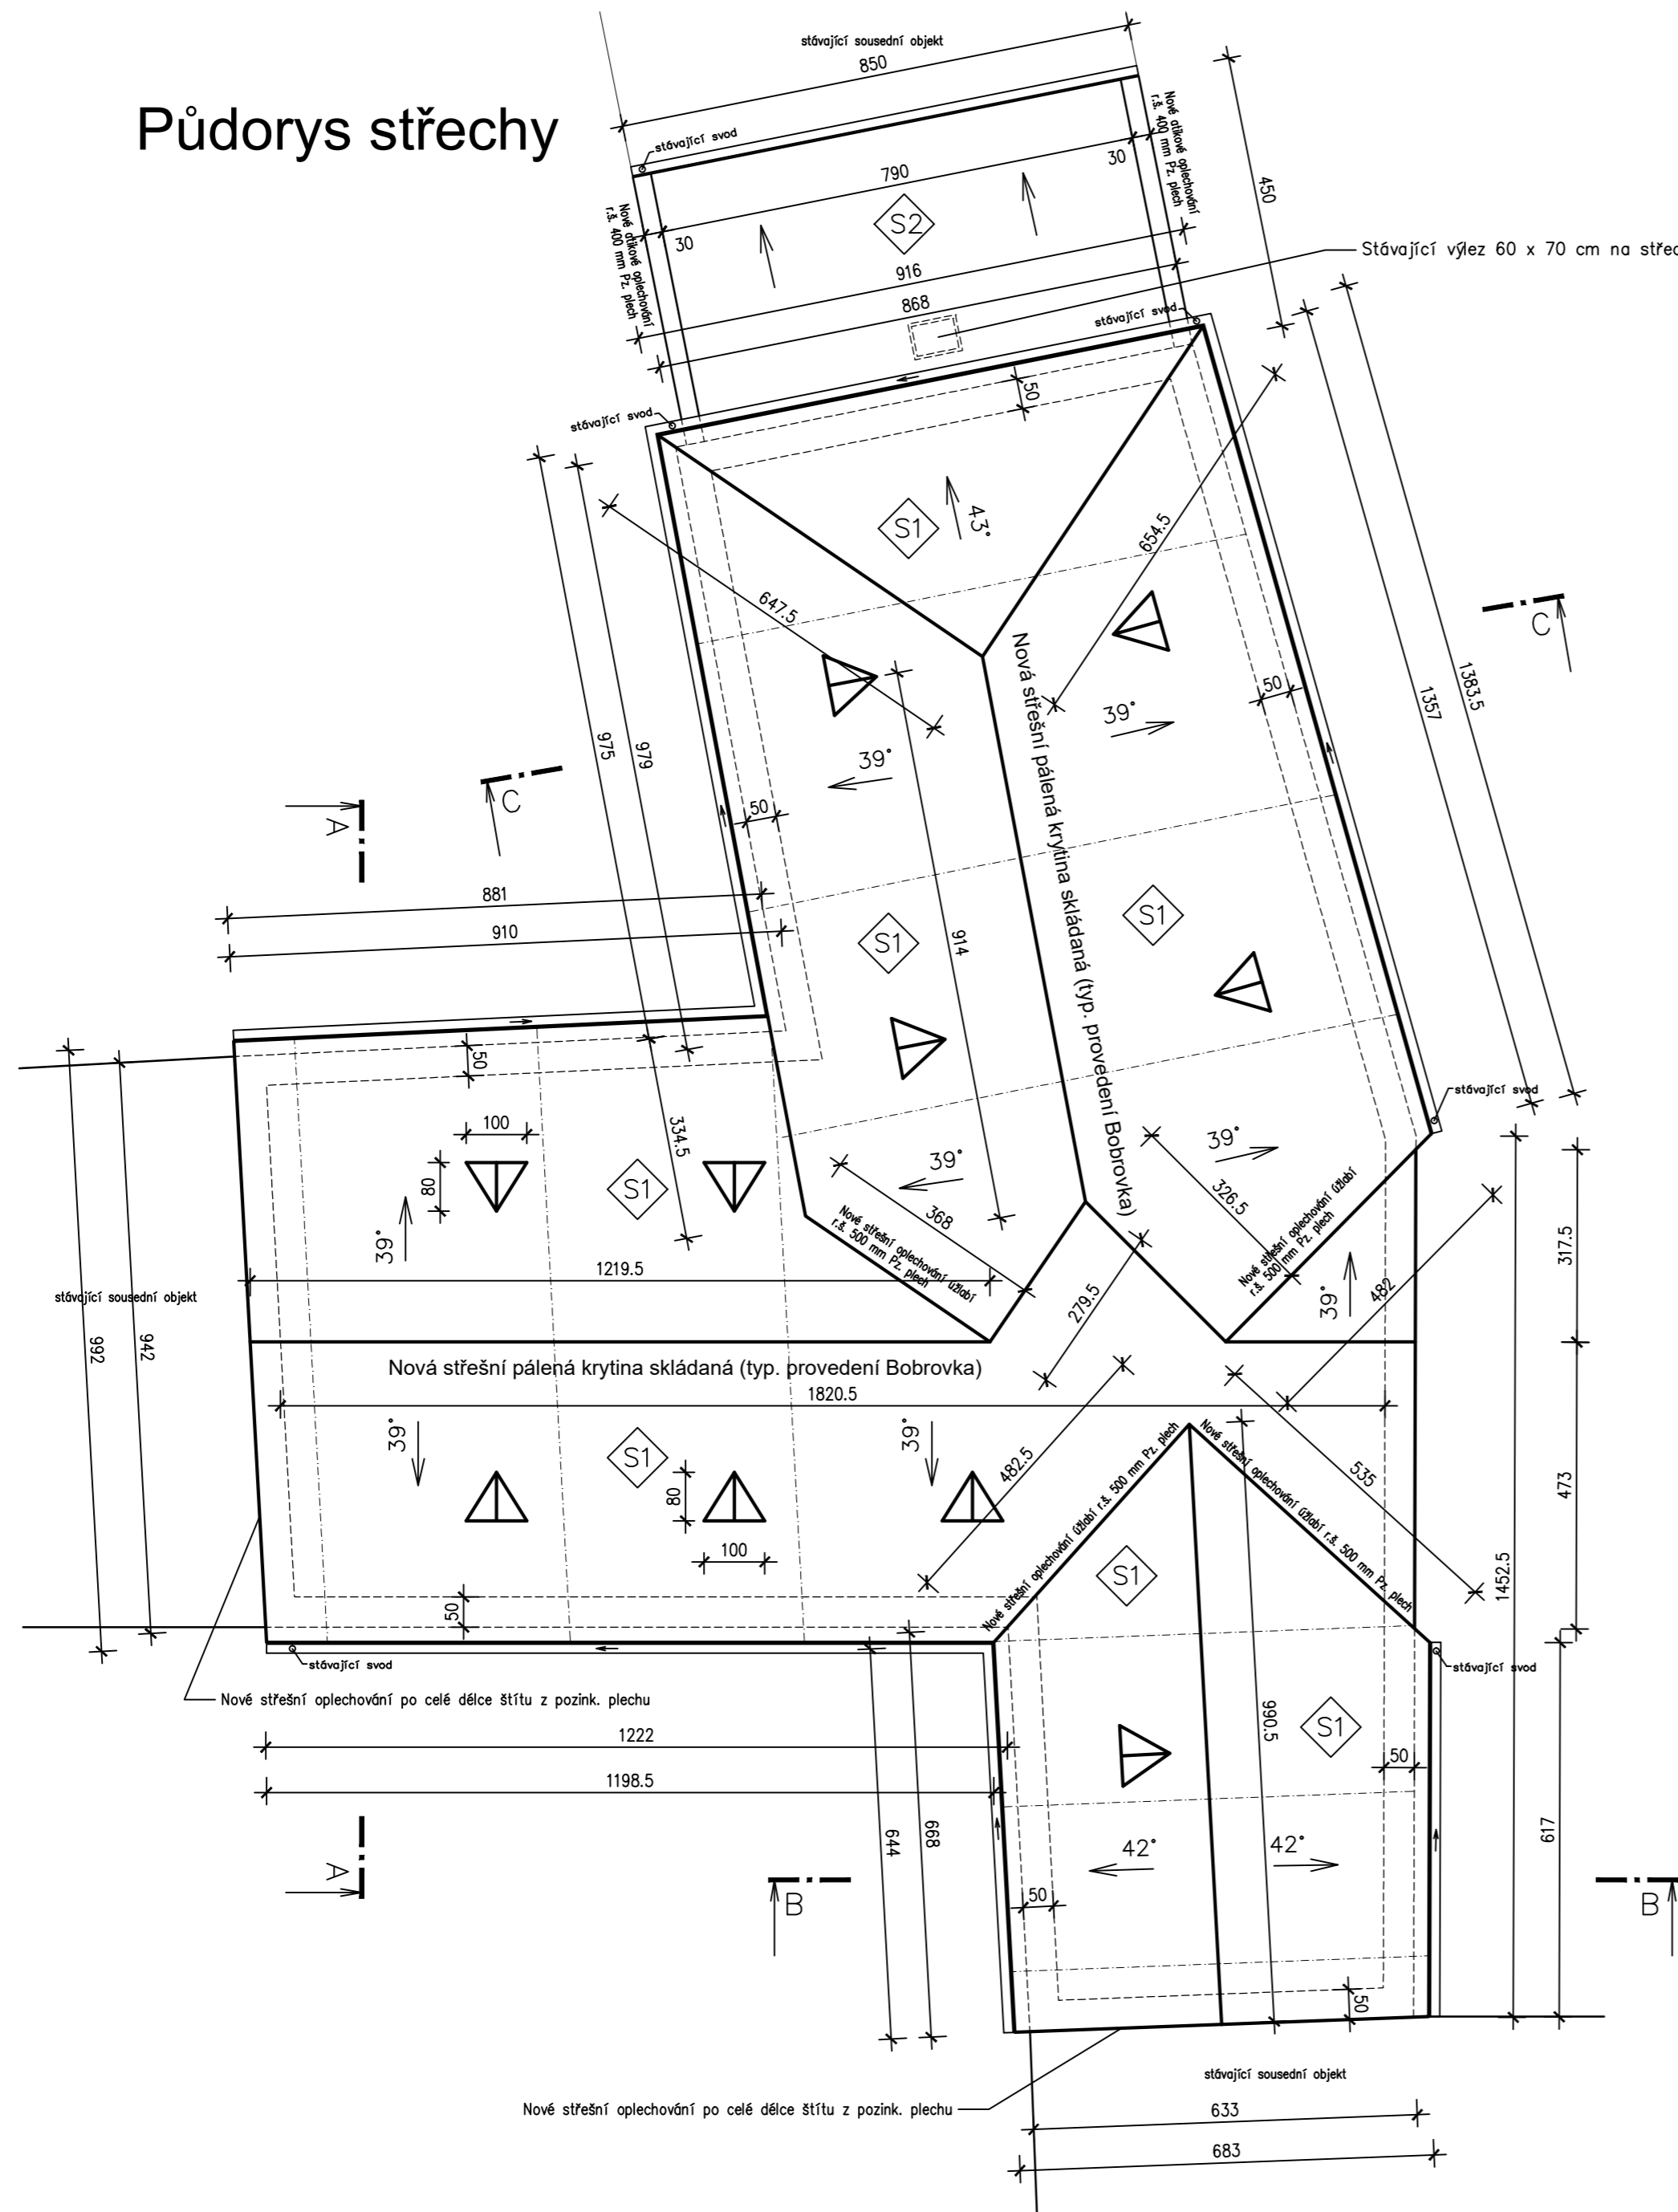 Půdorys střechy
stávající sousední objekt
850
stávající svod
Nové atikové oplechování
r.š. 400 mm Pz. plech
790
30
30
S2
450
Nové atikové oplechování
r.š. 400 mm Pz. plech
916
868
Stávající výlez 60 x 70 cm na střec
stávající svod
stávající svod
50
S1
43°
654.5
647.5
C
1383.5
1357
50
39°
39°
Nová střešní pálená krytina skládaná (typ. provedení Bobrovka)
975
979
C
A
50
881
910
914
S1
S1
50
stávající svod
100
80
334.5
S1
39°
39°
39°
368
326.5
Nové střešní oplechování úžlabí
r.š. 500 mm Pz. plech
Nové střešní oplechování úžlabí
r.š. 500 mm Pz. plech
39°
317.5
482
1219.5
279.5
stávající sousední objekt
992
942
Nová střešní pálená krytina skládaná (typ. provedení Bobrovka)
1820.5
39°
39°
S1
482.5
535
473
80
100
Nové střešní oplechování úžlabí r.š. 500 mm Pz. plech
Nové střešní oplechování úžlabí r.š. 500 mm Pz. plech
S1
1452.5
50
stávající svod
stávající svod
Nové střešní oplechování po celé délce štítu z pozink. plechu
1222
1198.5
990.5
S1
50
644
668
617
42°
42°
A
B
B
50
50
stávající sousední objekt
Nové střešní oplechování po celé délce štítu z pozink. plechu
633
683